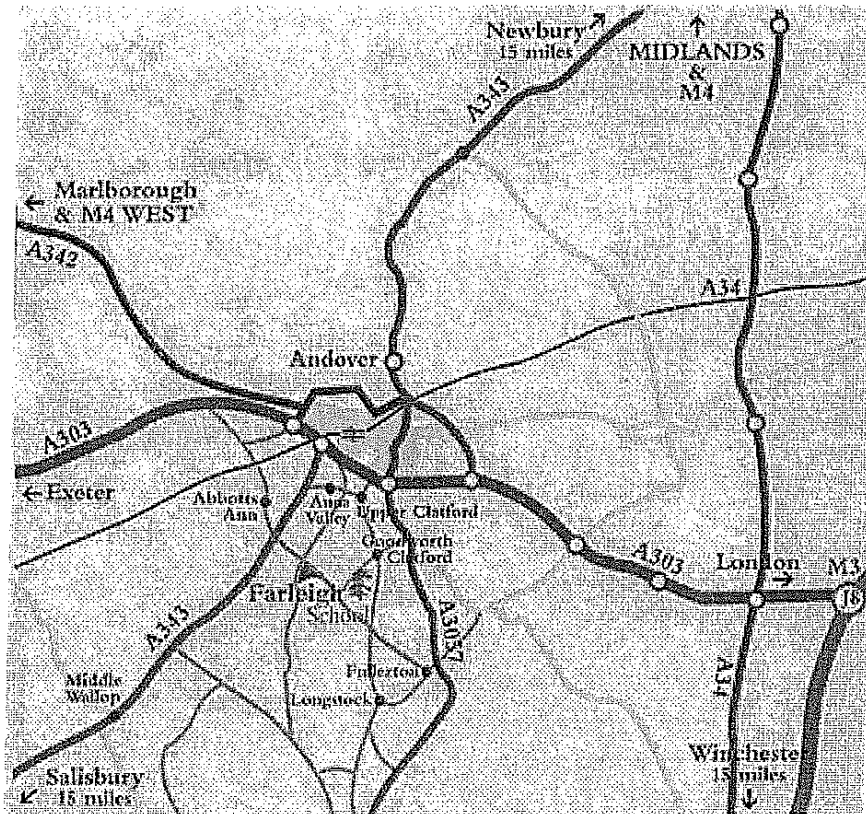 Newbury
15 miles
MIDLANDS
&
M4
A343
← Marlborough
& M4 WEST
A342
A34
Andover
A303
← Exeter
Abbotts
Ann
Anna
Valley
Upper Clatford
Goodworth
Clatford
A303
London
M3
J8
Farleigh
School
A343
A3057
Fullerton
Middle
Wallop
Longstock
A34
Winchester
15 miles
Salisbury
15 miles